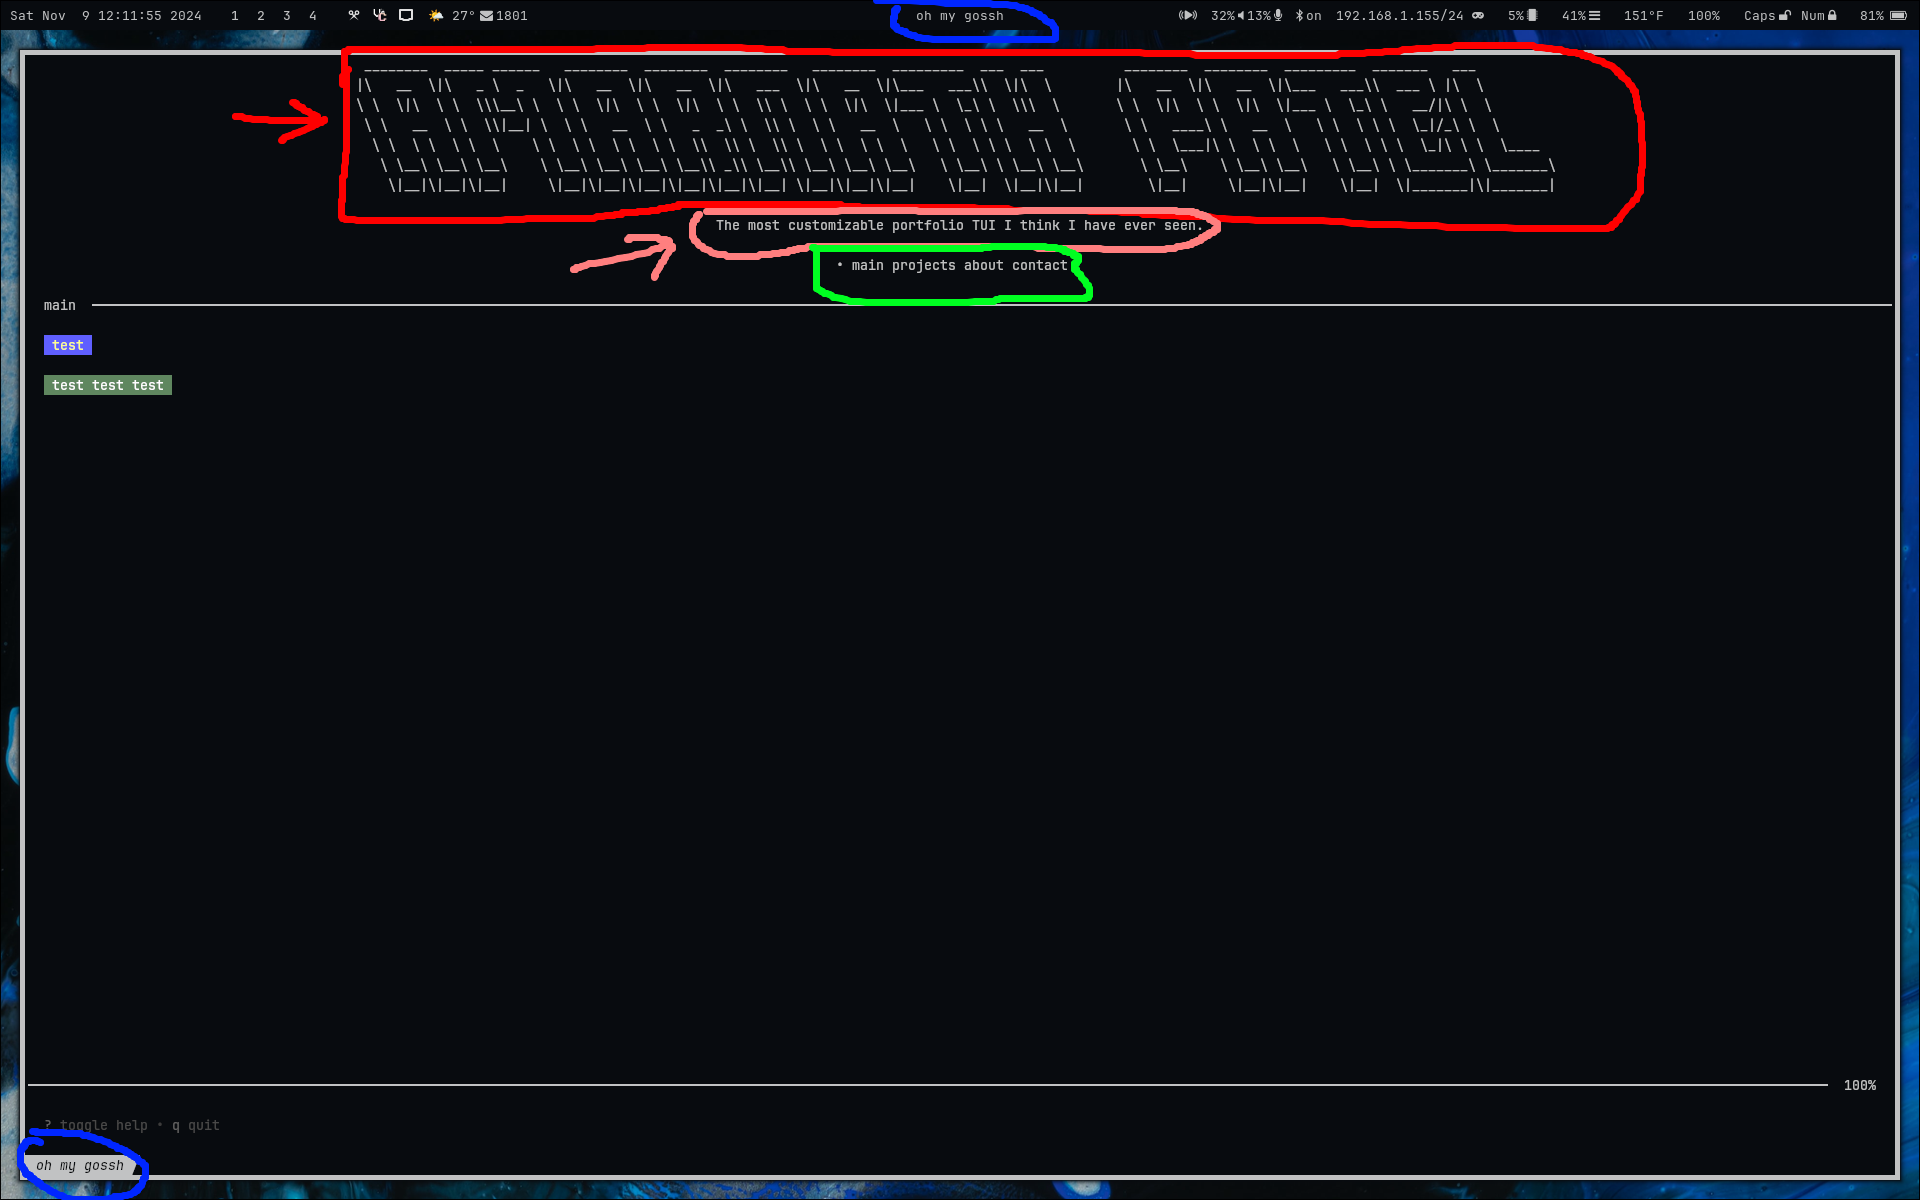 Sat Nov  9 12:11:55 2024 1 2 3 4 27° 1801 oh my gossh 32% 13% on 192.168.1.155/24 5% 41% 151°F 100% Caps Num 81%
AMARNATH PATEL
The most customizable portfolio TUI I think I have ever seen.
• main projects about contact
main
test
test test test
100%
? toggle help • q quit
oh my gossh